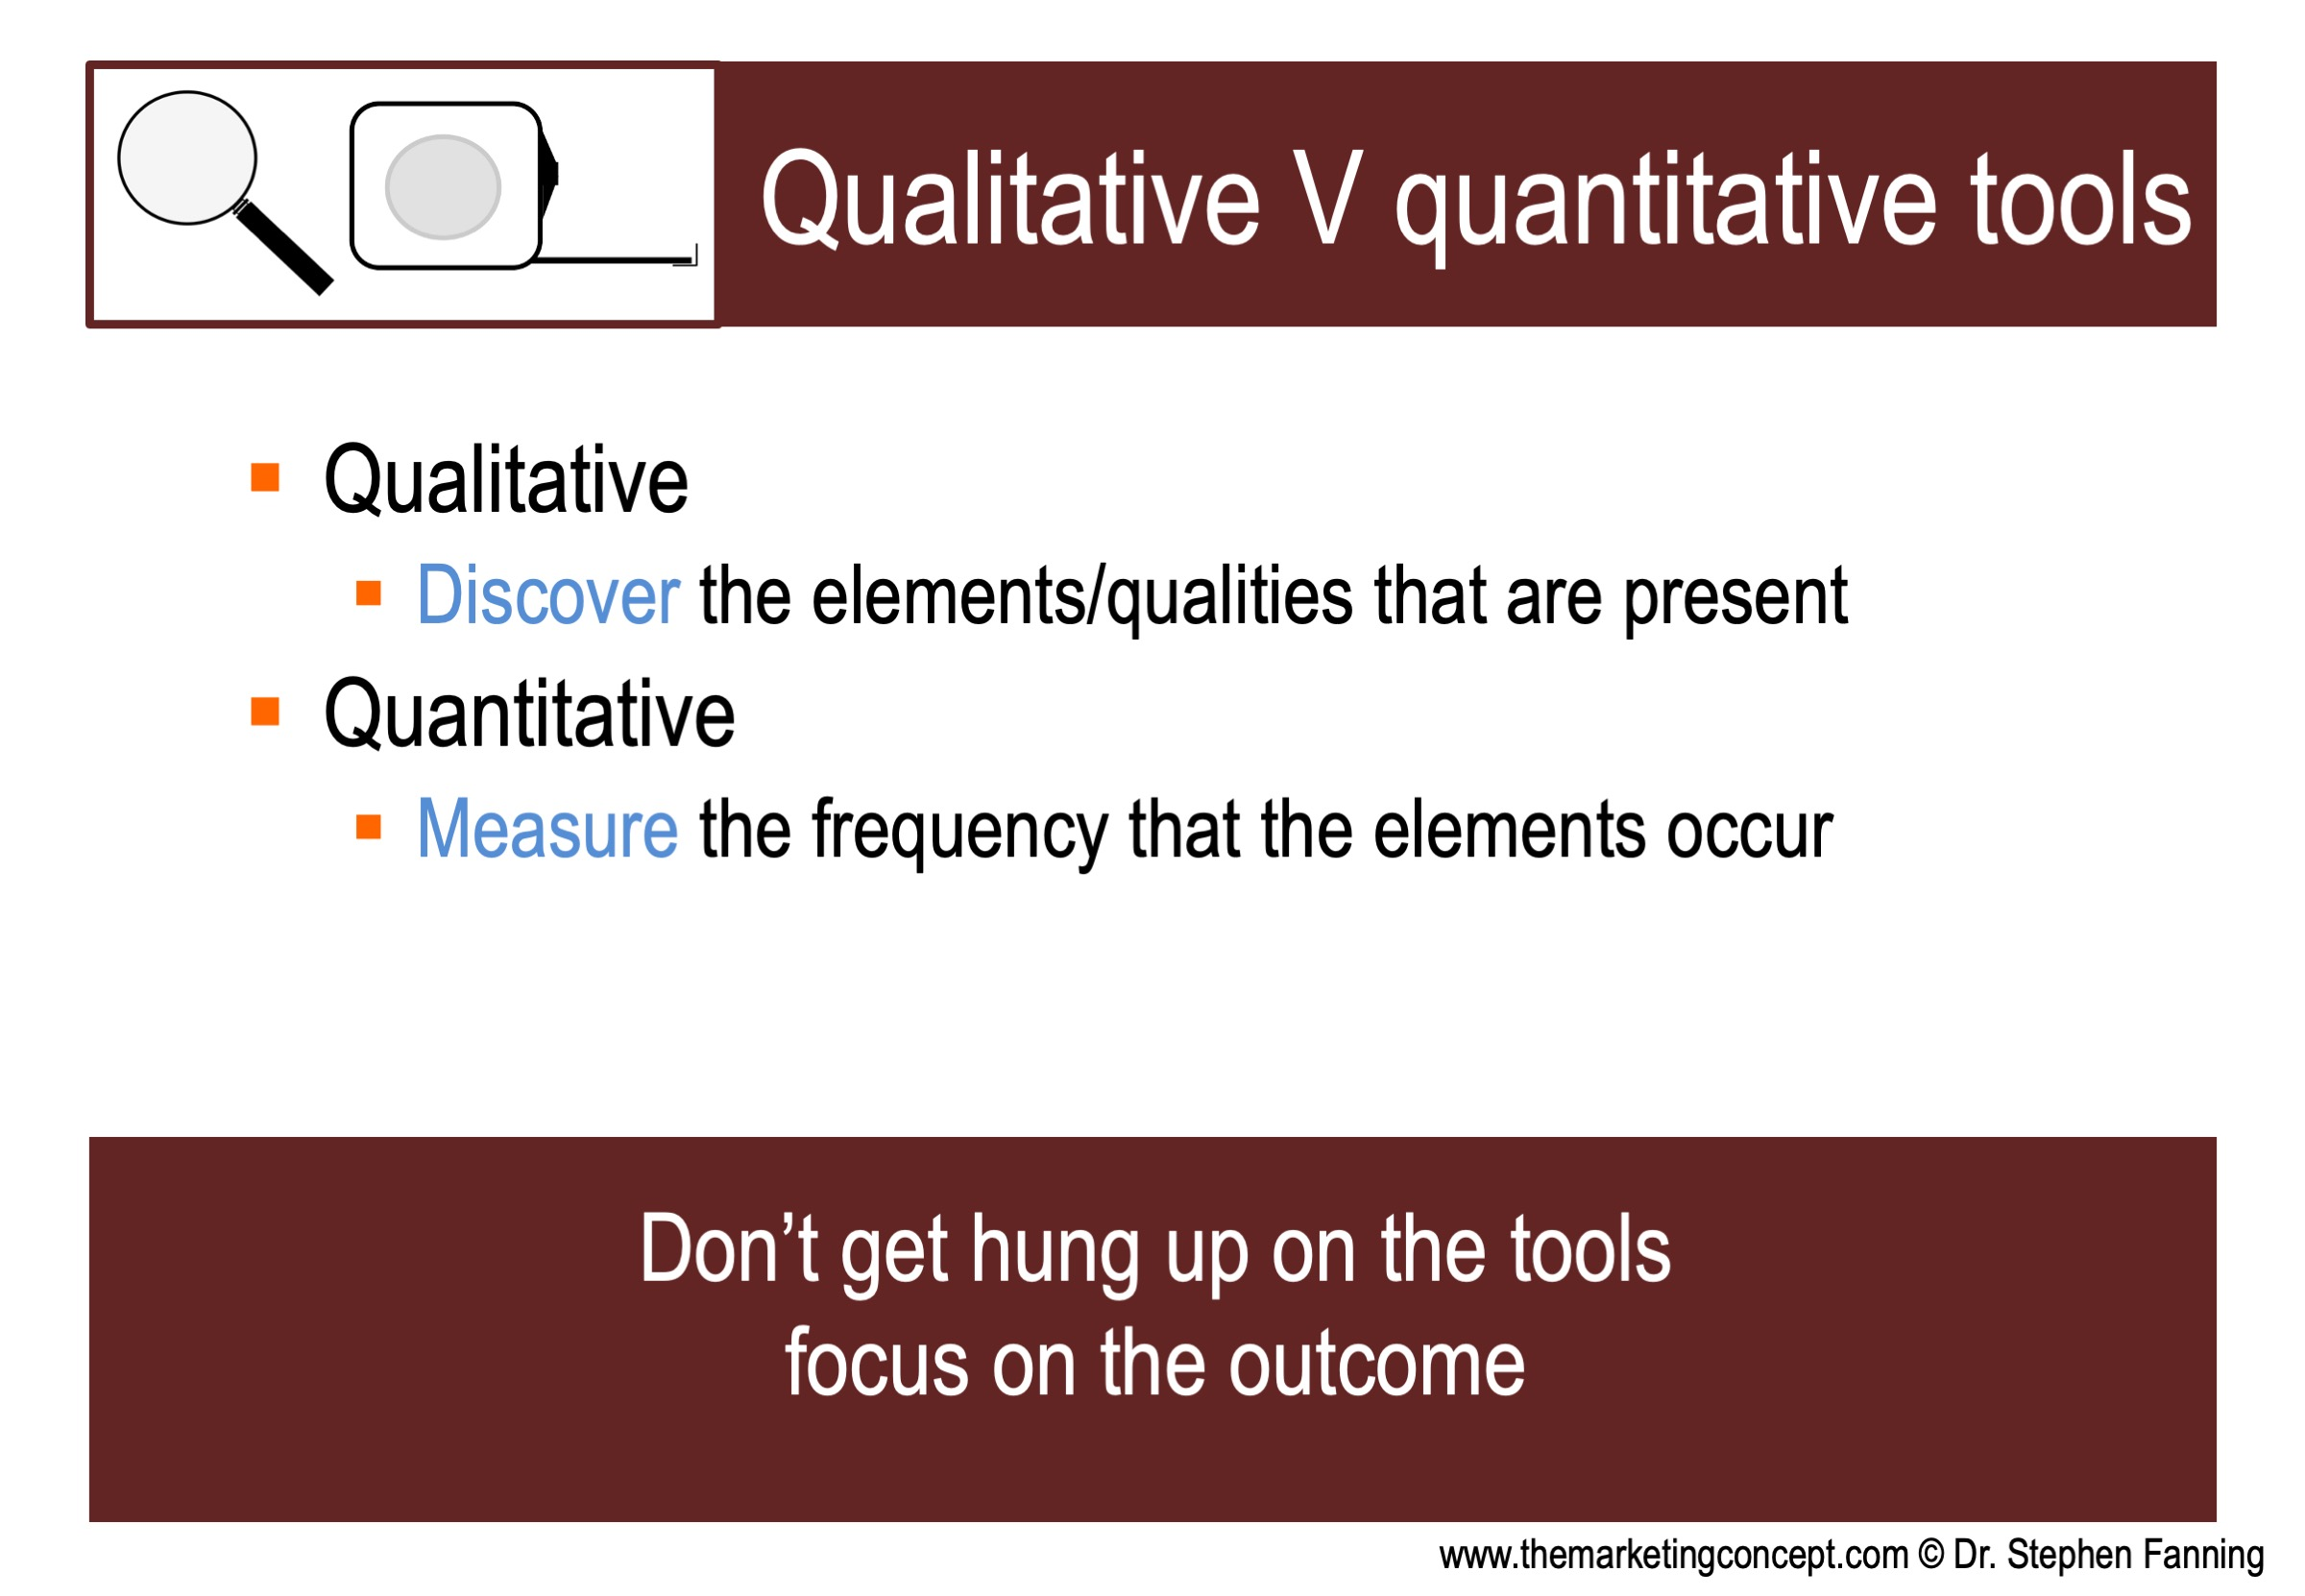 Qualitative V quantitative tools
Qualitative
Discover the elements/qualities that are present
Quantitative
Measure the frequency that the elements occur
Don’t get hung up on the tools
focus on the outcome
www.themarketingconcept.com © Dr. Stephen Fanning